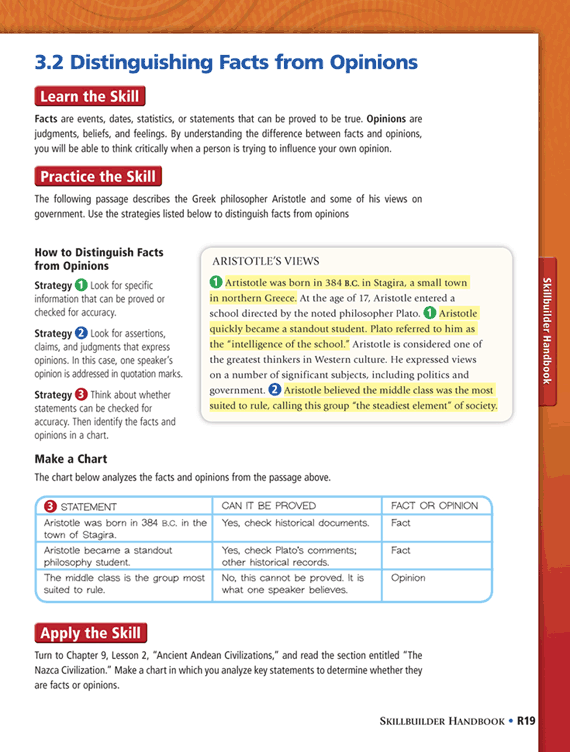 3.2 Distinguishing Facts from Opinions
Learn the Skill
Facts are events, dates, statistics, or statements that can be proved to be true. Opinions are
judgments, beliefs, and feelings. By understanding the difference between facts and opinions,
you will be able to think critically when a person is trying to influence your own opinion.
Practice the Skill
The following passage describes the Greek philosopher Aristotle and some of his views on
government. Use the strategies listed below to distinguish facts from opinions
How to Distinguish Facts
from Opinions
Strategy 1 Look for specific
information that can be proved or
checked for accuracy.
Strategy 2 Look for assertions,
claims, and judgments that express
opinions. In this case, one speaker's
opinion is addressed in quotation marks.
Strategy 3 Think about whether
statements can be checked for
accuracy. Then identify the facts and
opinions in a chart.
ARISTOTLE'S VIEWS
1 Artistotle was born in 384 B.C. in Stagira, a small town
in northern Greece. At the age of 17, Aristotle entered a
school directed by the noted philosopher Plato. 1 Aristotle
quickly became a standout student. Plato referred to him as
the "intelligence of the school." Aristotle is considered one of
the greatest thinkers in Western culture. He expressed views
on a number of significant subjects, including politics and
government. 2 Aristotle believed the middle class was the most
suited to rule, calling this group "the steadiest element" of society.
Make a Chart
The chart below analyzes the facts and opinions from the passage above.
3 STATEMENT CAN IT BE PROVED FACT OR OPINION
Aristotle was born in 384 B.C. in the Yes, check historical documents. Fact
town of Stagira.
Aristotle became a standout Yes, check Plato's comments; Fact
philosophy student. other historical records.
The middle class is the group most No, this cannot be proved. It is Opinion
suited to rule. what one speaker believes.
Apply the Skill
Turn to Chapter 9, Lesson 2, "Ancient Andean Civilizations," and read the section entitled "The
Nazca Civilization." Make a chart in which you analyze key statements to determine whether they
are facts or opinions.
Skillbuilder Handbook
SKILLBUILDER HANDBOOK • R19